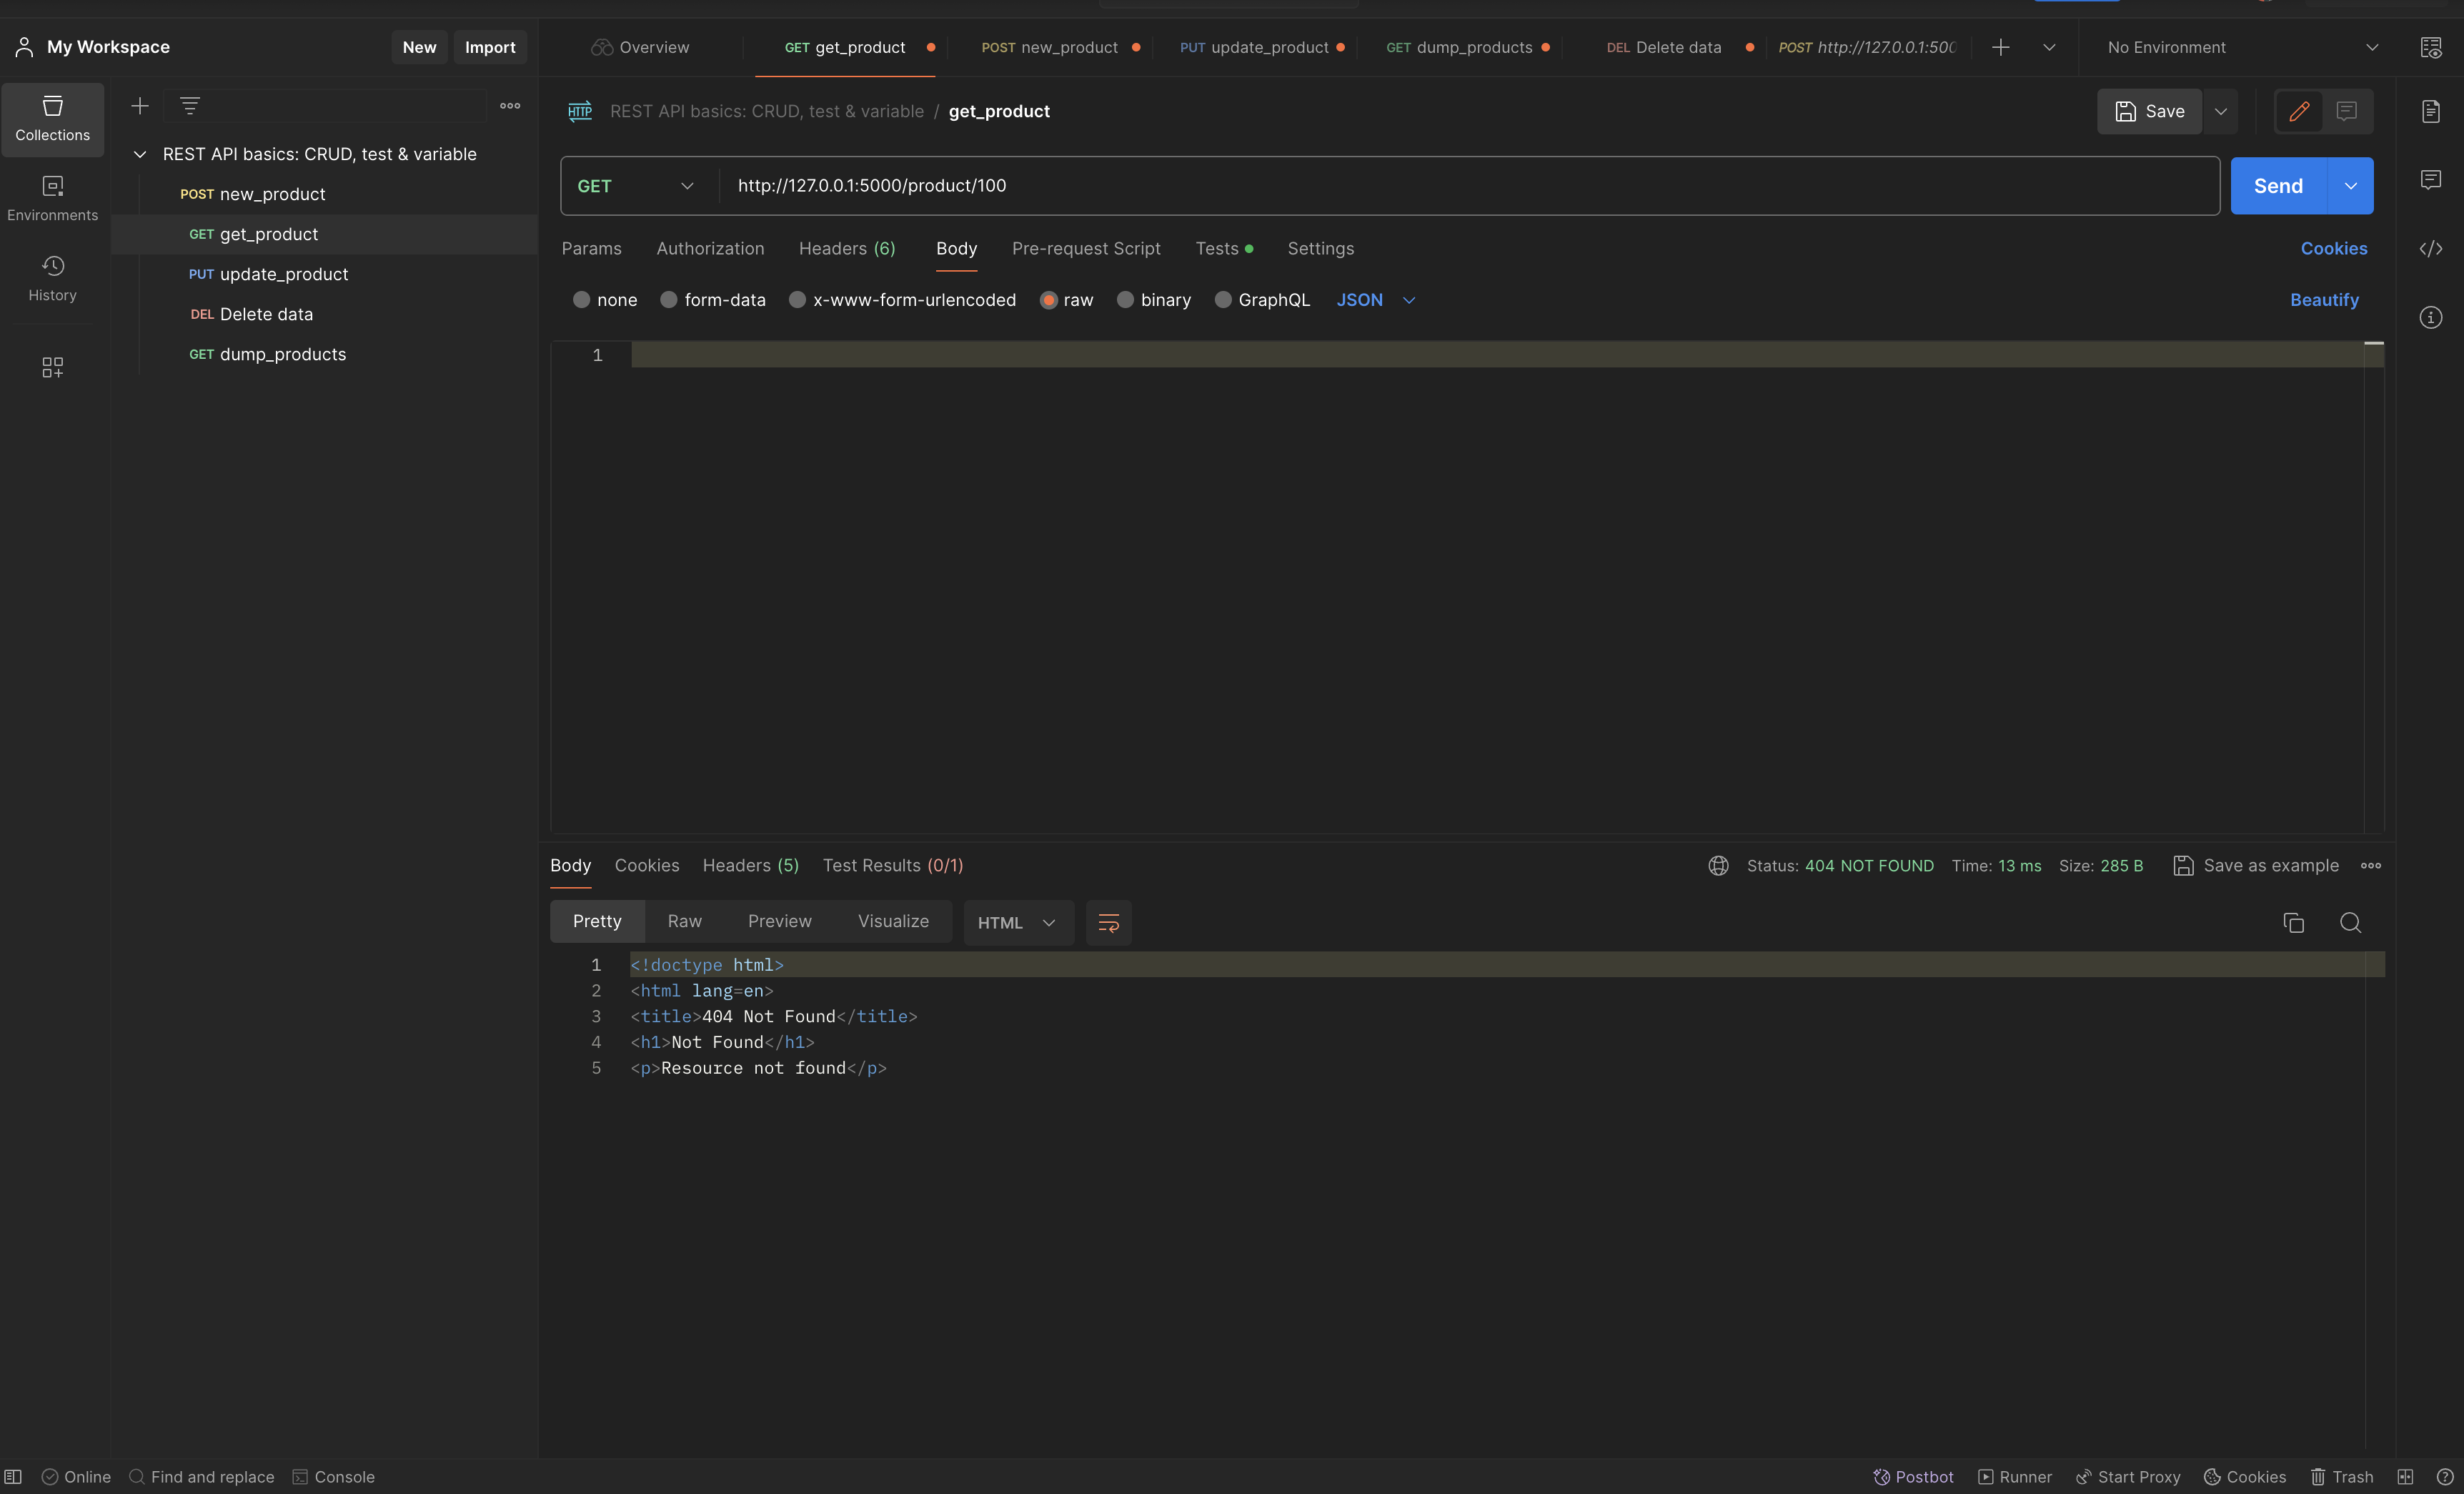 My Workspace
New
Import
Overview
GET get_product
POST new_product
PUT update_product
GET dump_products
DEL Delete data
POST http://127.0.0.1:500
No Environment
Collections
Environments
History
REST API basics: CRUD, test & variable
POST new_product
GET get_product
PUT update_product
DEL Delete data
GET dump_products
HTTP
REST API basics: CRUD, test & variable / get_product
Save
GET
http://127.0.0.1:5000/product/100
Send
Params
Authorization
Headers (6)
Body
Pre-request Script
Tests
Settings
Cookies
none
form-data
x-www-form-urlencoded
raw
binary
GraphQL
JSON
Beautify
1
Body
Cookies
Headers (5)
Test Results (0/1)
Status: 404 NOT FOUND
Time: 13 ms
Size: 285 B
Save as example
Pretty
Raw
Preview
Visualize
HTML
1 <!doctype html>
2 <html lang=en>
3 <title>404 Not Found</title>
4 <h1>Not Found</h1>
5 <p>Resource not found</p>
Online
Find and replace
Console
Postbot
Runner
Start Proxy
Cookies
Trash